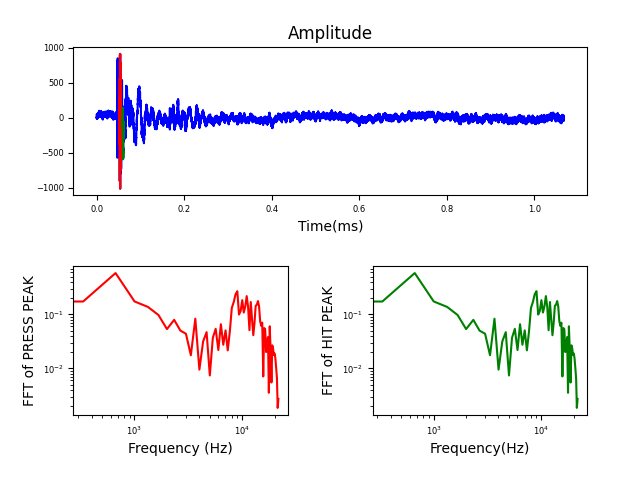 Amplitude
1000
500
0
−500
−1000
0.0 0.2 0.4 0.6 0.8 1.0
Time(ms)
FFT of PRESS PEAK
10⁻¹
10⁻²
10³ 10⁴
Frequency (Hz)
FFT of HIT PEAK
10⁻¹
10⁻²
10³ 10⁴
Frequency(Hz)